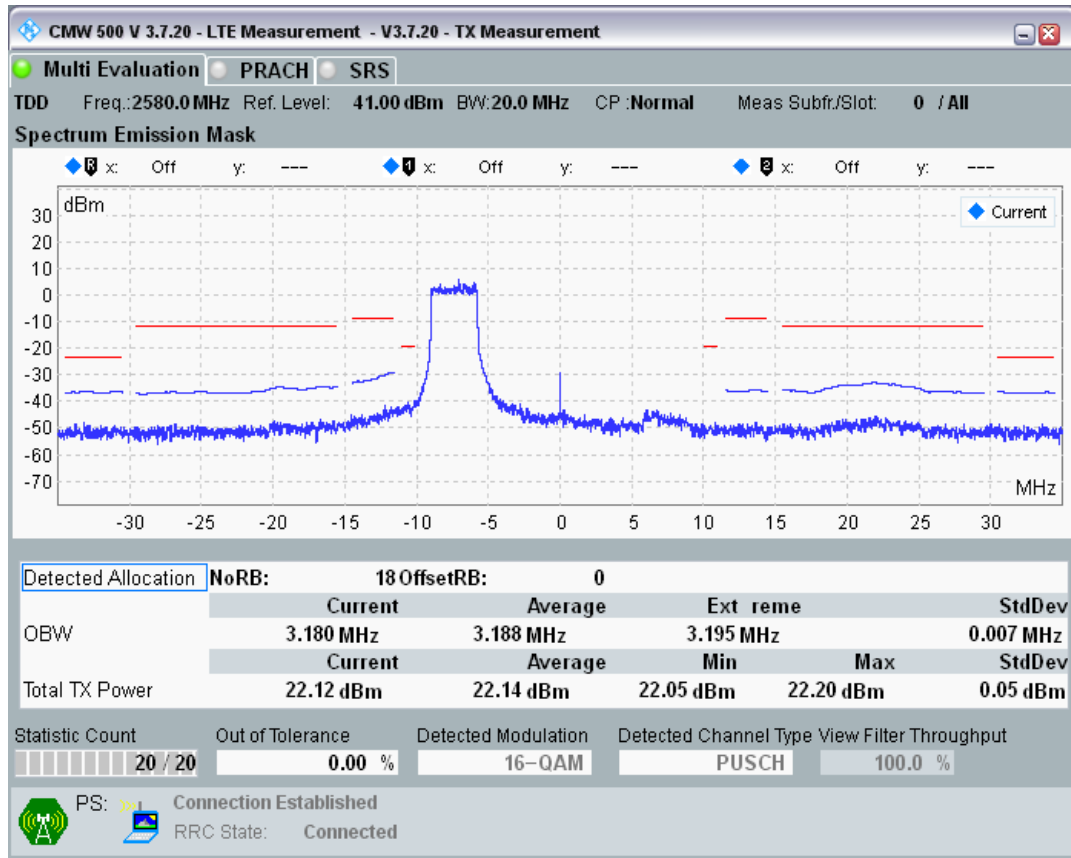 CMW 500 V 3.7.20 - LTE Measurement - V3.7.20 - TX Measurement
Multi Evaluation PRACH SRS
TDD Freq.:2580.0 MHz Ref. Level: 41.00 dBm BW:20.0 MHz CP :Normal Meas Subfr./Slot: 0 / All
Spectrum Emission Mask
R x: Off y: --- 1 x: Off y: --- 2 x: Off y: ---
dBm
Current
30
20
10
0
-10
-20
-30
-40
-50
-60
-70
MHz
-30 -25 -20 -15 -10 -5 0 5 10 15 20 25 30
Detected Allocation NoRB: 18 OffsetRB: 0
Current Average Ext reme StdDev
OBW 3.180 MHz 3.188 MHz 3.195 MHz 0.007 MHz
Current Average Min Max StdDev
Total TX Power 22.12 dBm 22.14 dBm 22.05 dBm 22.20 dBm 0.05 dBm
Statistic Count Out of Tolerance Detected Modulation Detected Channel Type View Filter Throughput
20 / 20 0.00 % 16-QAM PUSCH 100.0 %
PS: Connection Established
RRC State: Connected